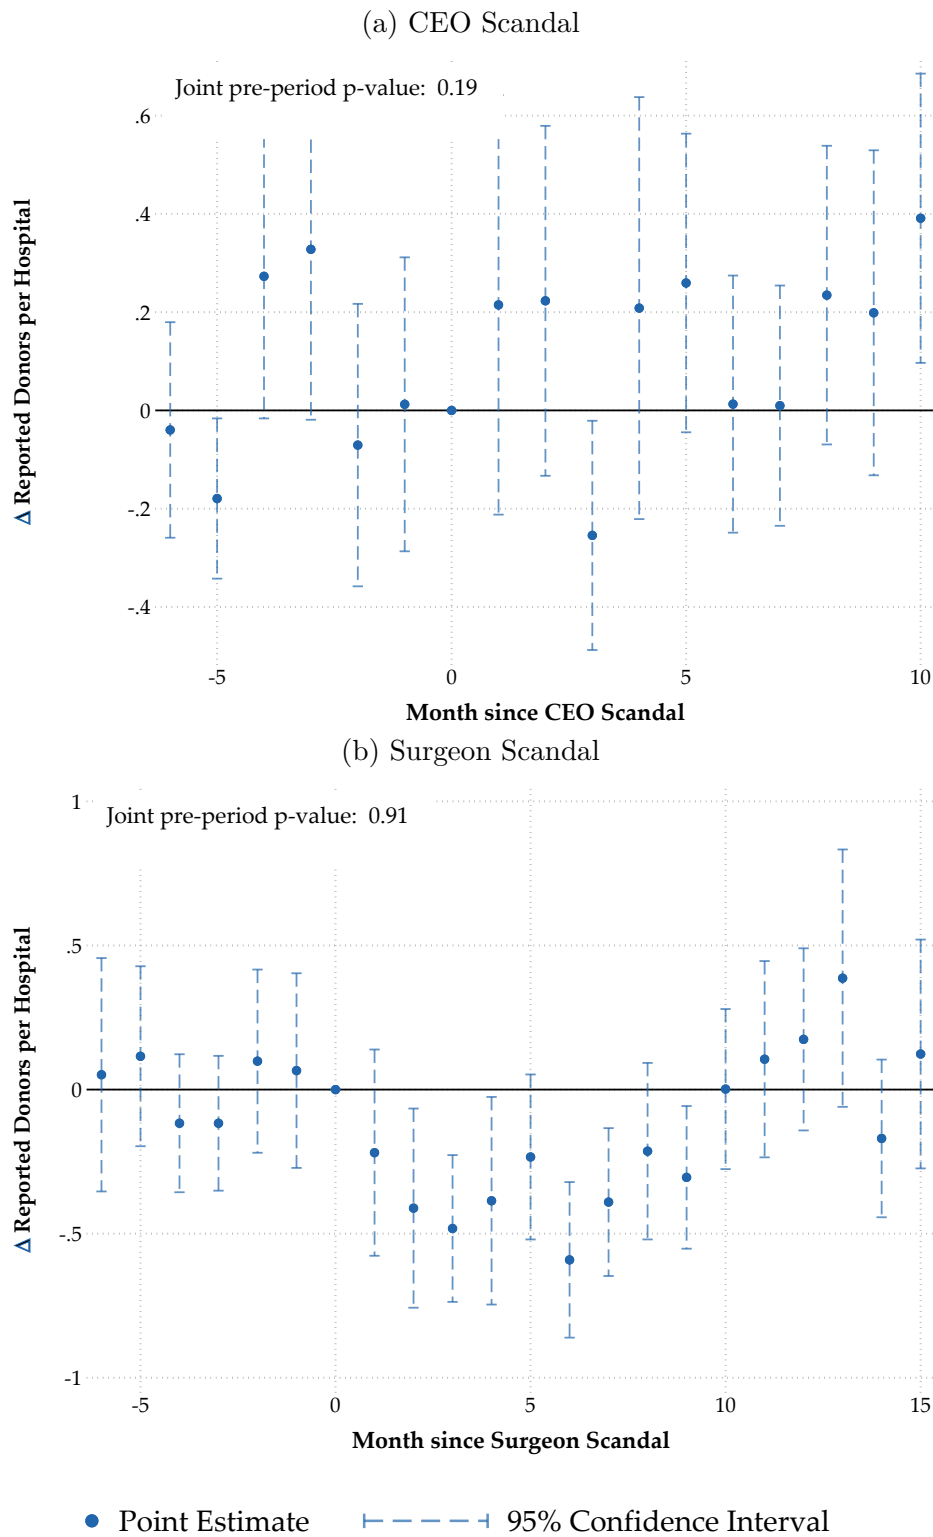 (a) CEO Scandal
Joint pre-period p-value: 0.19
Δ Reported Donors per Hospital
.6
.4
.2
0
-.2
-.4
-5
0
5
10
Month since CEO Scandal
(b) Surgeon Scandal
Joint pre-period p-value: 0.91
Δ Reported Donors per Hospital
1
.5
0
-.5
-1
-5
0
5
10
15
Month since Surgeon Scandal
Point Estimate
95% Confidence Interval